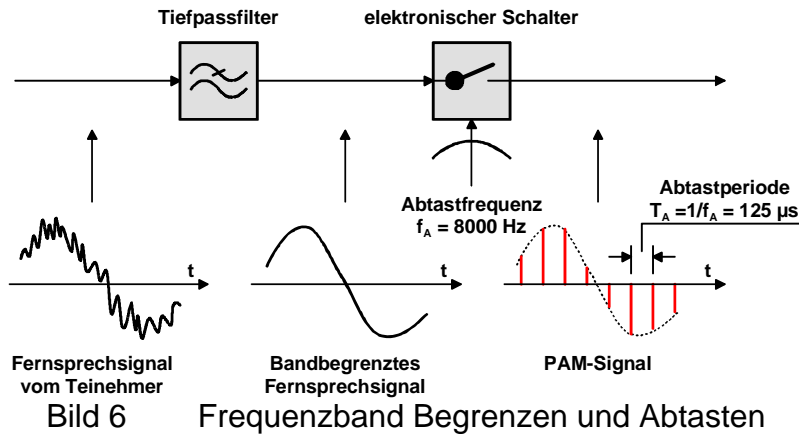 Tiefpassfilter
elektronischer Schalter
Abtastfrequenz
f_A = 8000 Hz
Abtastperiode
T_A =1/f_A = 125 µs
t
t
t
Fernsprechsignal
vom Teinehmer
Bandbegrenztes
Fernsprechsignal
PAM-Signal
Bild 6 Frequenzband Begrenzen und Abtasten